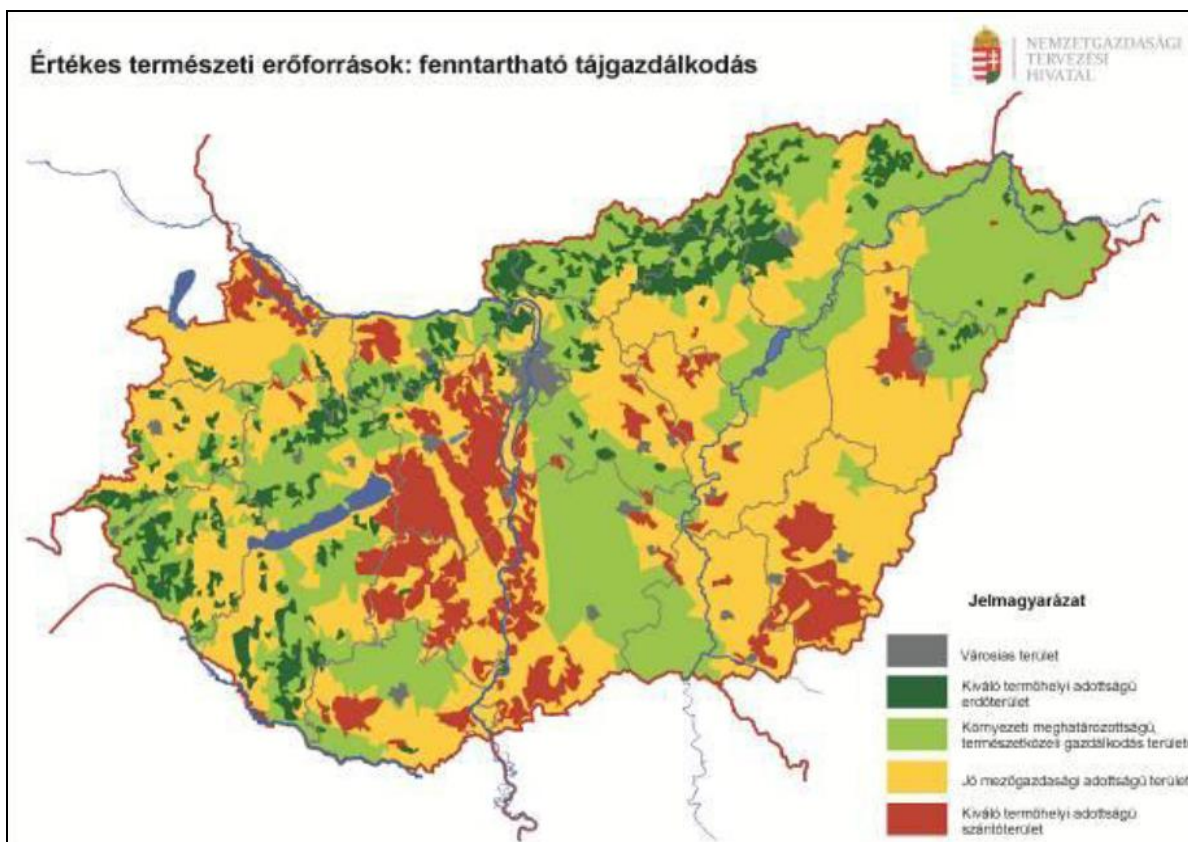 Értékes természeti erőforrások: fenntartható tájgazdálkodás
NEMZETGAZDASÁGI
TERVEZÉSI
HIVATAL
Jelmagyarázat
Városias terület
Kiváló termőhelyi adottságú
erdőterület
Környezeti meghatározottságú,
természetközeli gazdálkodás területe
Jó mezőgazdasági adottságú terület
Kiváló termőhelyi adottságú
szántóterület